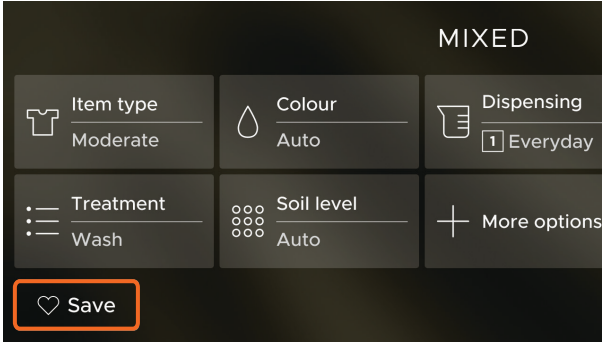 MIXED
Item type
Moderate
Colour
Auto
Dispensing
1 Everyday
Treatment
Wash
Soil level
Auto
More options
Save